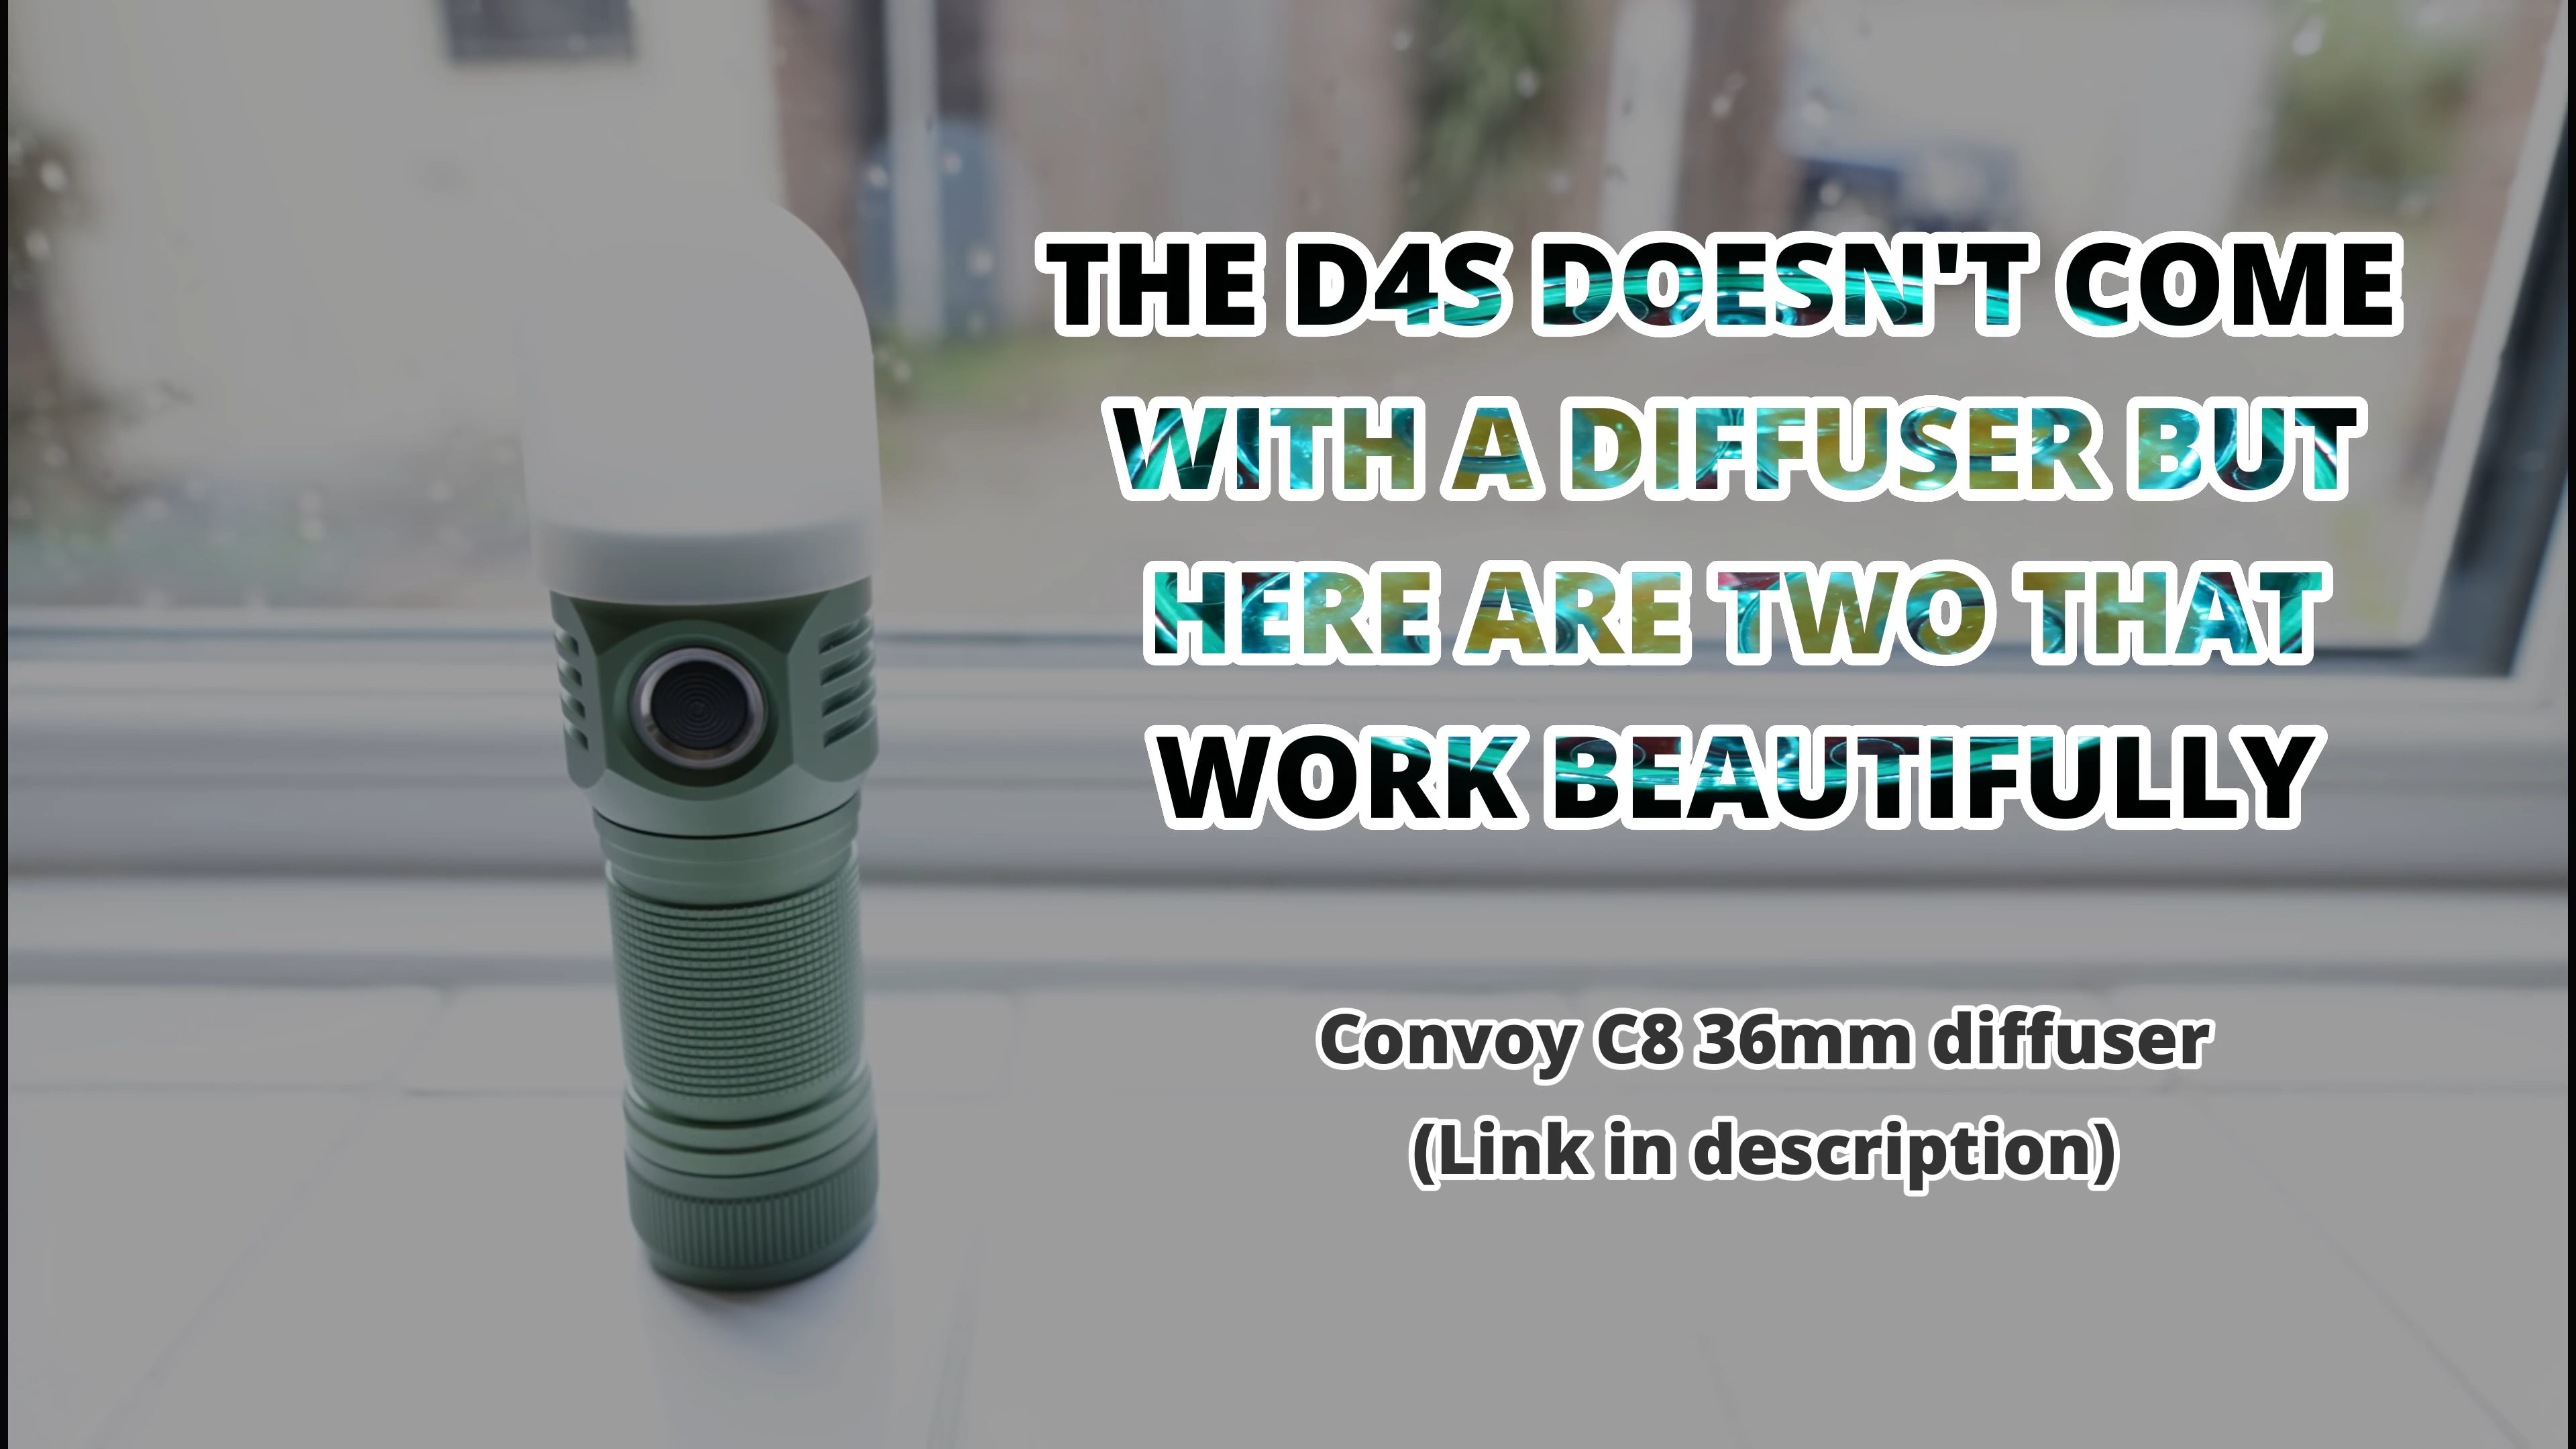 THE D4S DOESN'T COME
WITH A DIFFUSER BUT
HERE ARE TWO THAT
WORK BEAUTIFULLY
Convoy C8 36mm diffuser
(Link in description)